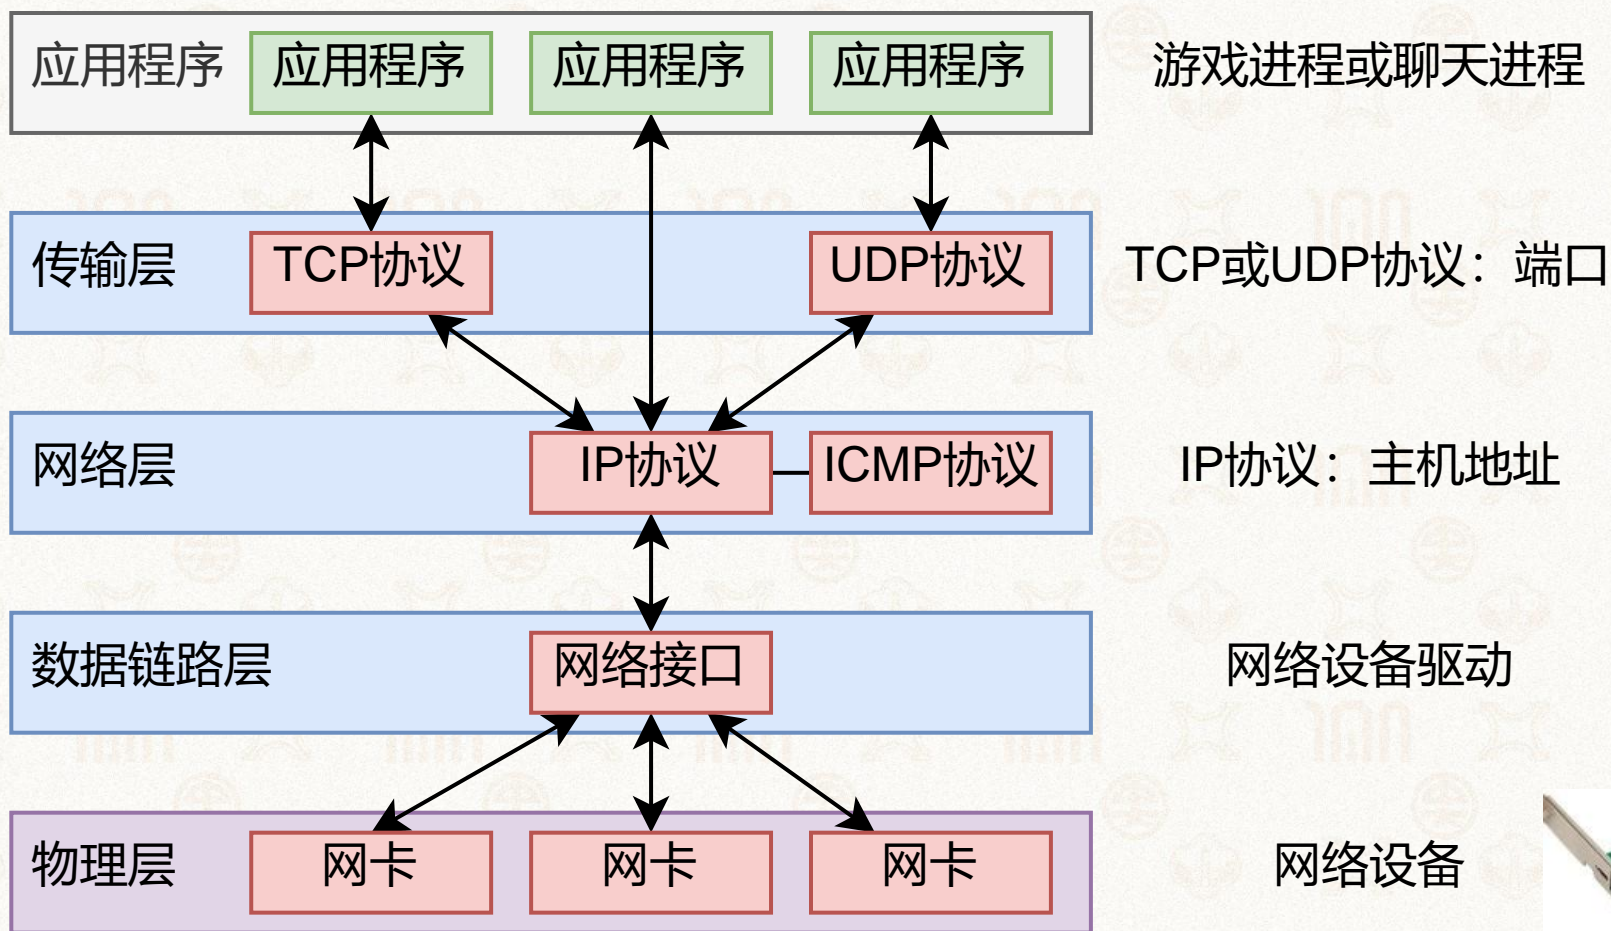 应用程序 应用程序 应用程序 应用程序 游戏进程或聊天进程
传输层 TCP协议 UDP协议 TCP或UDP协议：端口
网络层 IP协议 ICMP协议 IP协议：主机地址
数据链路层 网络接口 网络设备驱动
物理层 网卡 网卡 网卡 网络设备